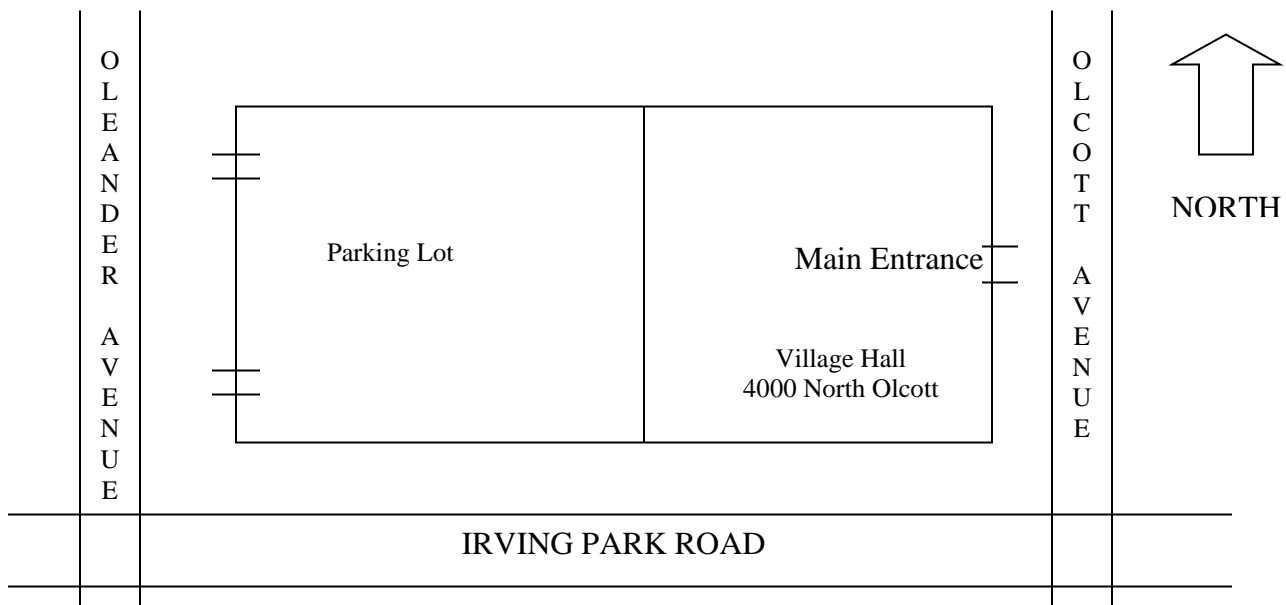 OLEANDER AVENUE
Parking Lot
Main Entrance
Village Hall
4000 North Olcott
OLCOTT AVENUE
NORTH
IRVING PARK ROAD